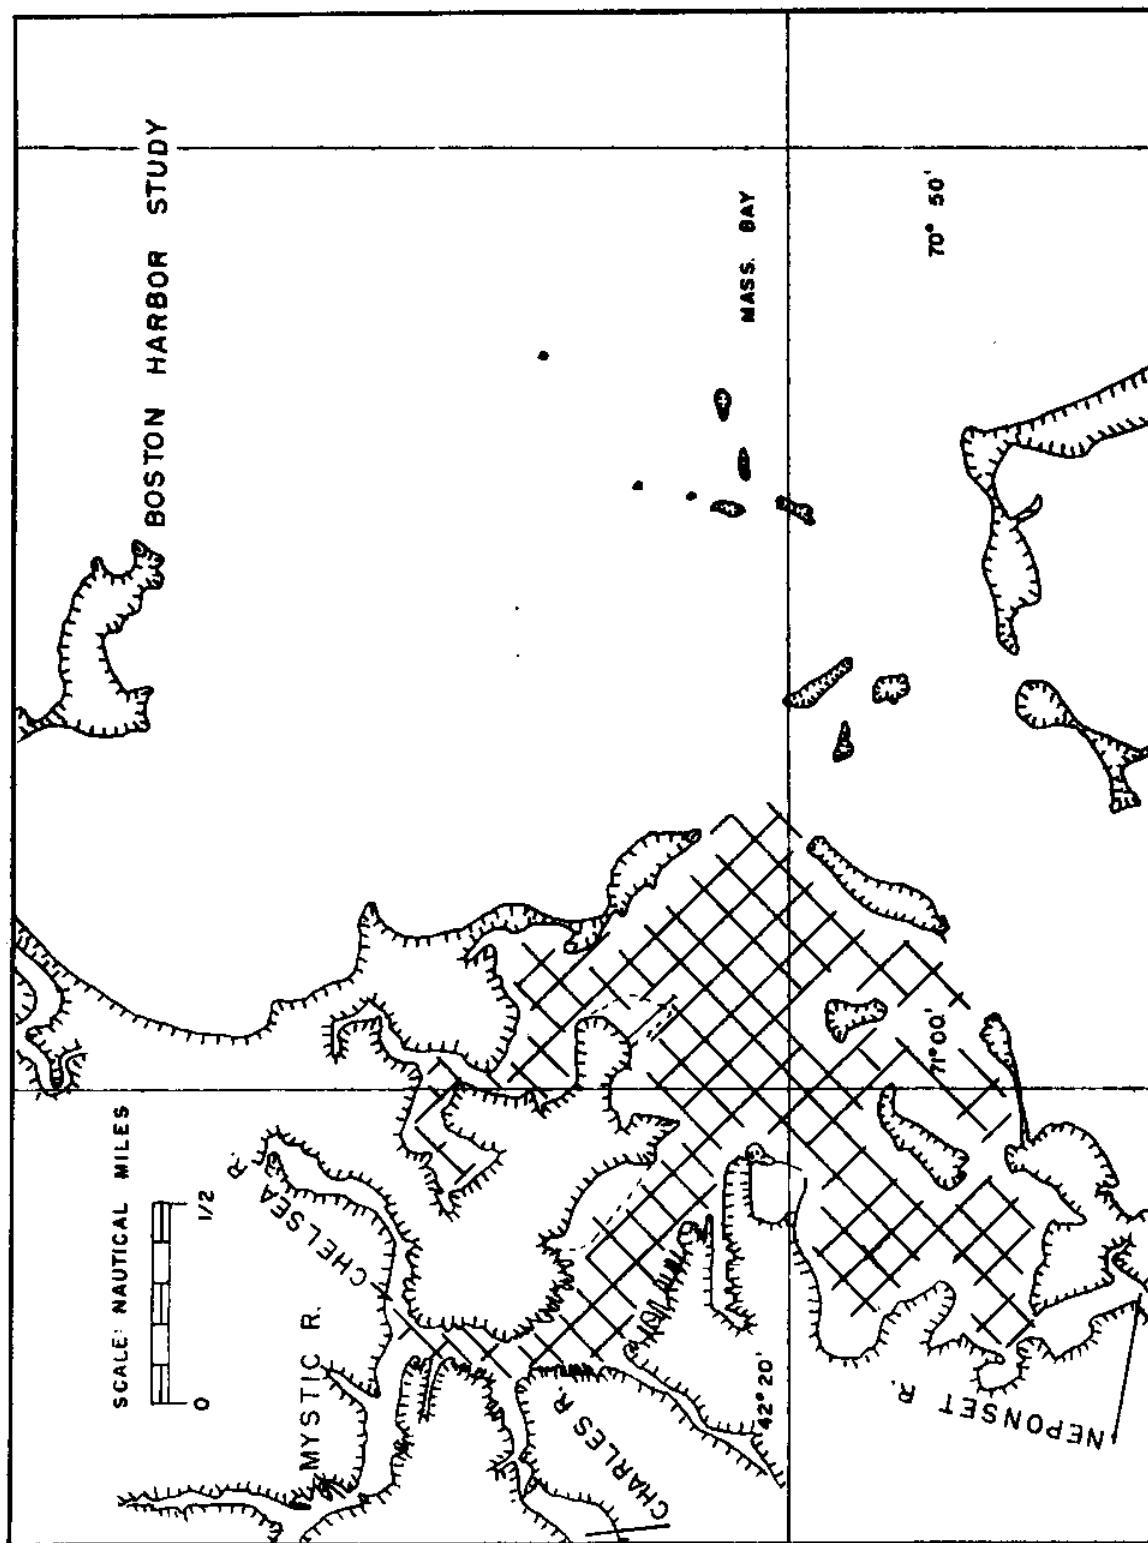 BOSTON HARBOR STUDY
SCALE: NAUTICAL MILES
0 1/2
MYSTIC R.
CHELSEA R.
CHARLES R.
NEPONSET R.
MASS. BAY
42° 20'
71° 00'
70° 50'